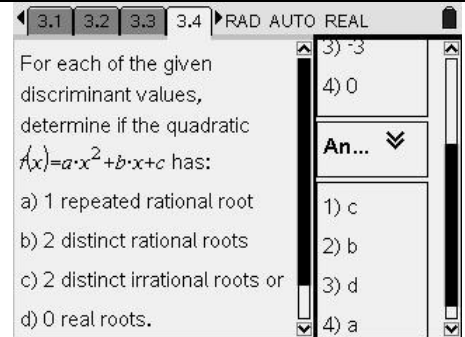 3.1 3.2 3.3 3.4 RAD AUTO REAL
For each of the given
discriminant values,
determine if the quadratic
f(x)=a·x²+b·x+c has:
a) 1 repeated rational root
b) 2 distinct rational roots
c) 2 distinct irrational roots or
d) 0 real roots.
3) -3
4) 0
An...
1) c
2) b
3) d
4) a